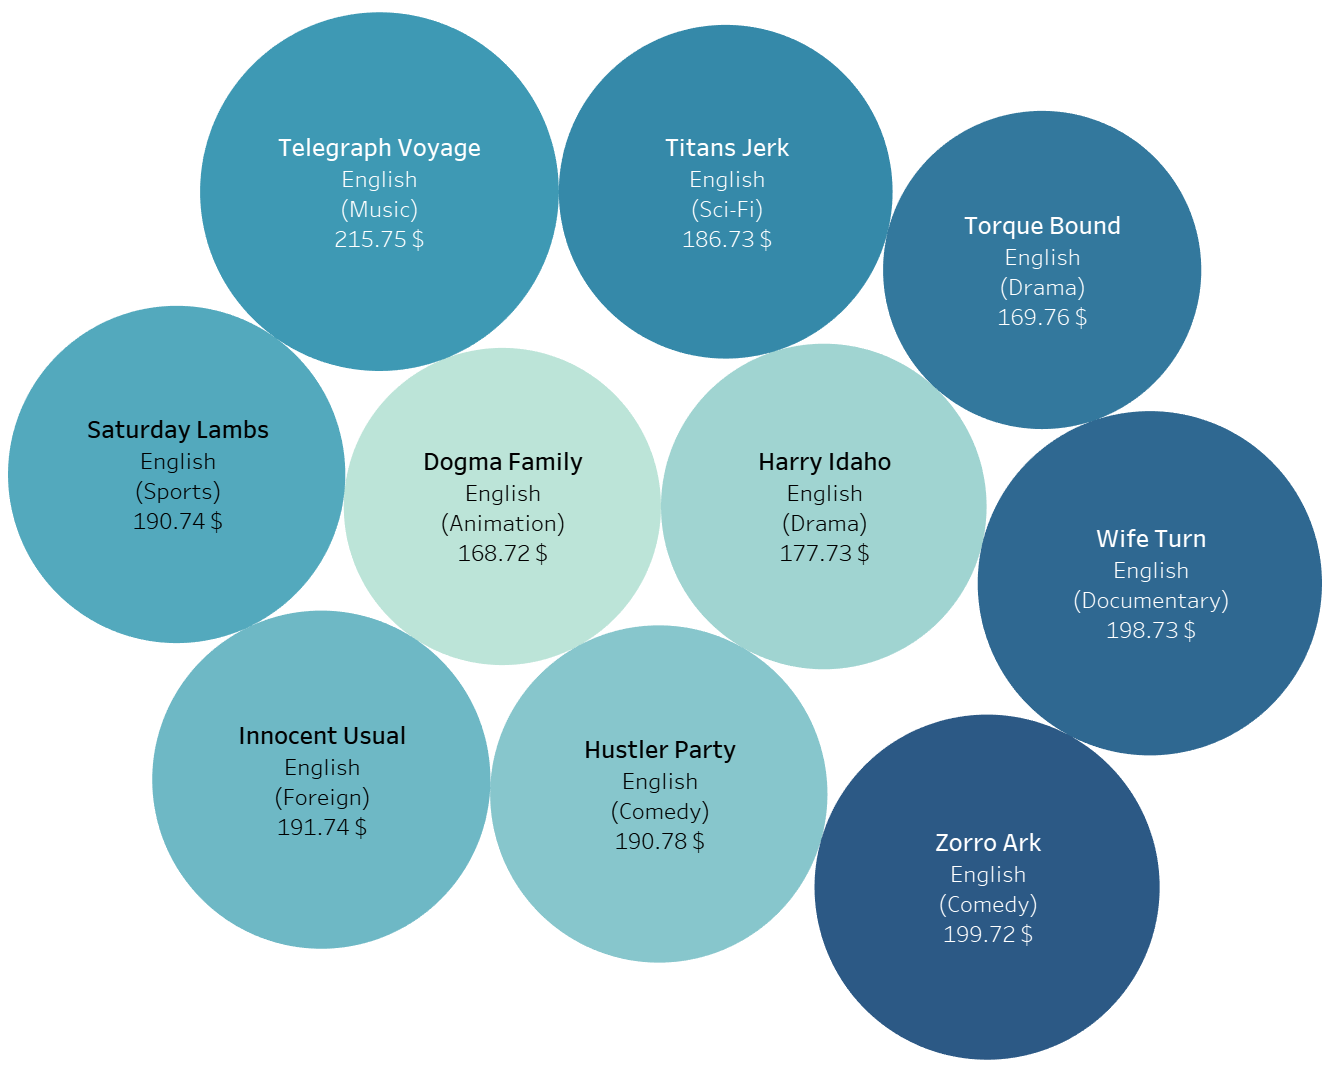 Telegraph Voyage
English
(Music)
215.75 $
Titans Jerk
English
(Sci-Fi)
186.73 $
Torque Bound
English
(Drama)
169.76 $
Saturday Lambs
English
(Sports)
190.74 $
Dogma Family
English
(Animation)
168.72 $
Harry Idaho
English
(Drama)
177.73 $
Wife Turn
English
(Documentary)
198.73 $
Innocent Usual
English
(Foreign)
191.74 $
Hustler Party
English
(Comedy)
190.78 $
Zorro Ark
English
(Comedy)
199.72 $